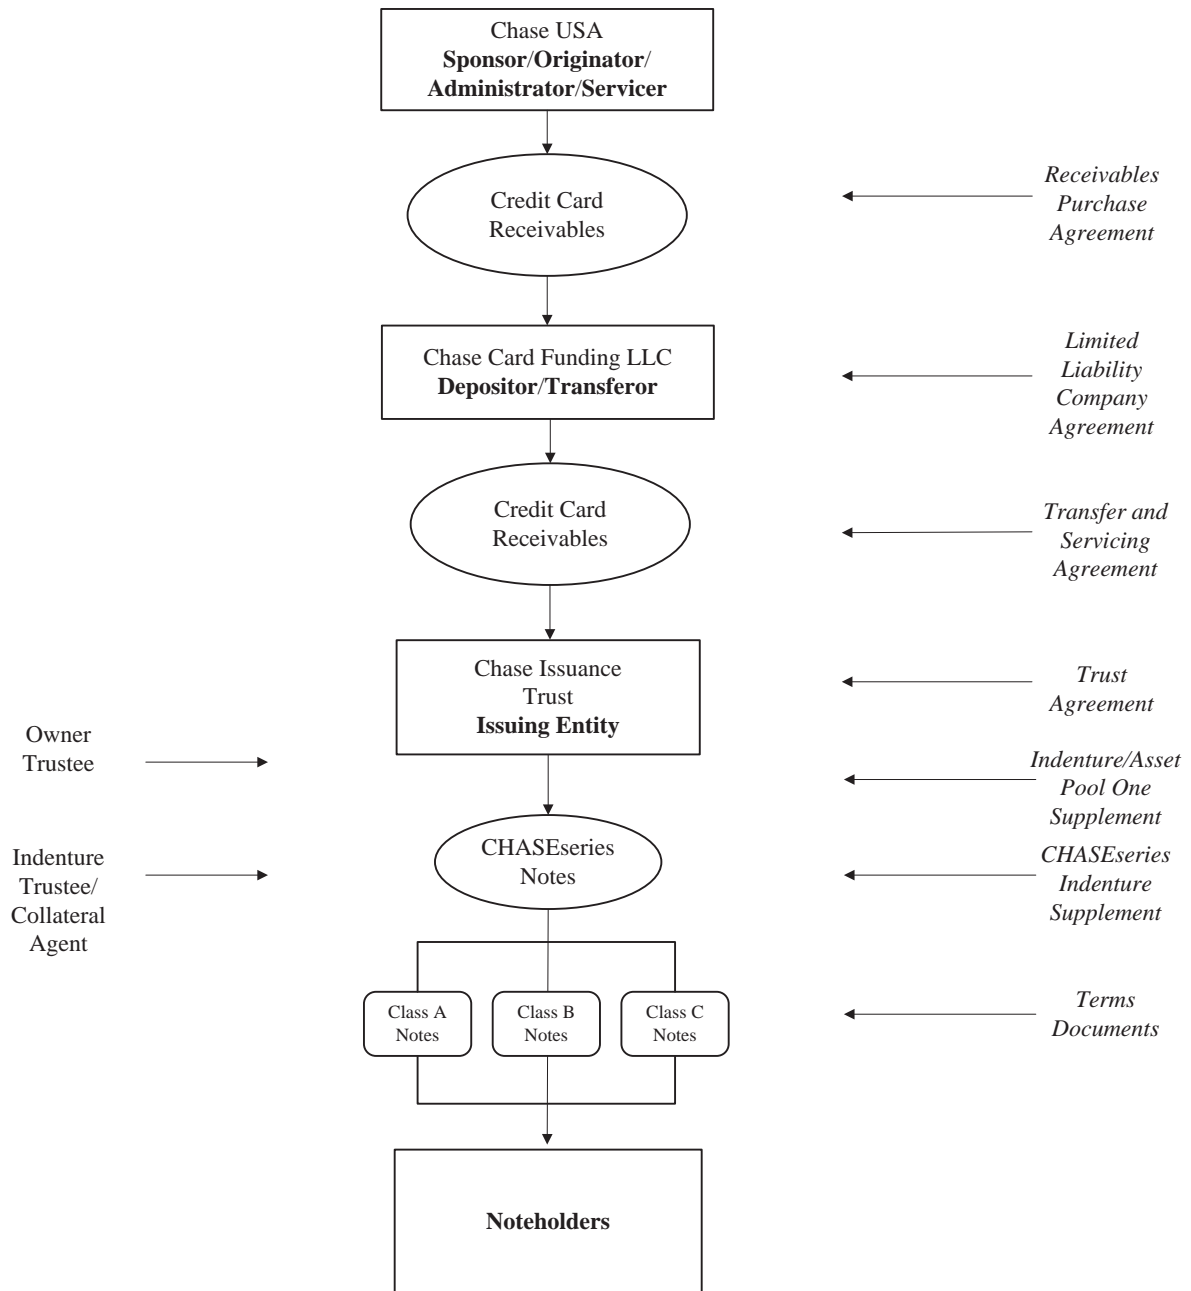 Chase USA
Sponsor/Originator/
Administrator/Servicer
Credit Card
Receivables
Receivables
Purchase
Agreement
Chase Card Funding LLC
Depositor/Transferor
Limited
Liability
Company
Agreement
Credit Card
Receivables
Transfer and
Servicing
Agreement
Chase Issuance
Trust
Issuing Entity
Trust
Agreement
Owner
Trustee
Indenture/Asset
Pool One
Supplement
CHASEseries
Notes
Indenture
Trustee/
Collateral
Agent
CHASEseries
Indenture
Supplement
Class A
Notes
Class B
Notes
Class C
Notes
Terms
Documents
Noteholders